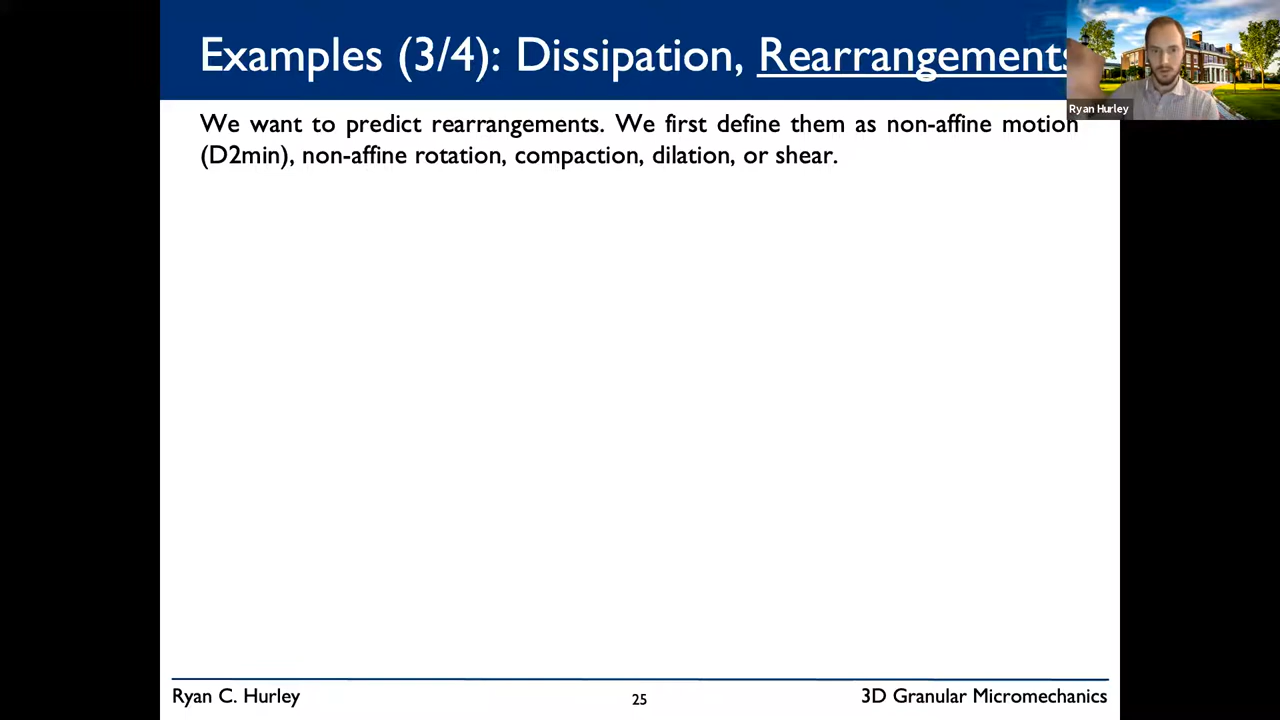 Examples (3/4): Dissipation, Rearrangements
Ryan Hurley
We want to predict rearrangements. We first define them as non-affine motion
(D2min), non-affine rotation, compaction, dilation, or shear.
Ryan C. Hurley
25
3D Granular Micromechanics